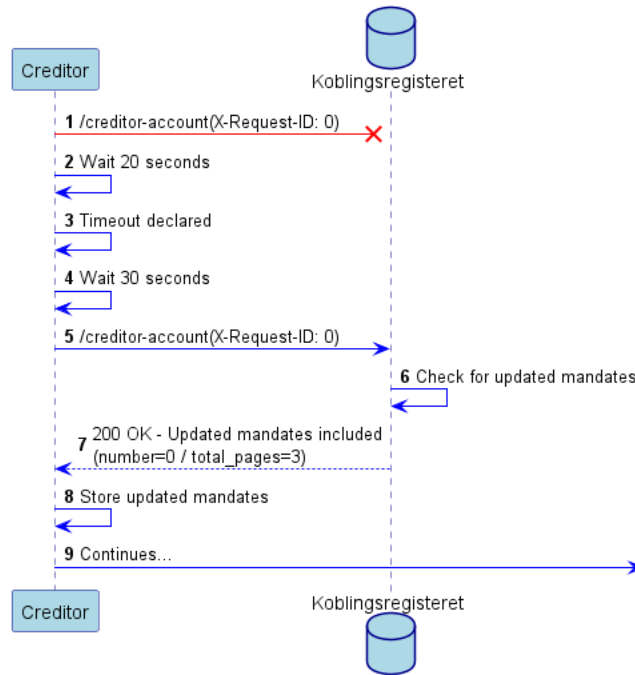 Creditor
Koblingsregisteret
1 /creditor-account(X-Request-ID: 0)
2 Wait 20 seconds
3 Timeout declared
4 Wait 30 seconds
5 /creditor-account(X-Request-ID: 0)
6 Check for updated mandates
7 200 OK - Updated mandates included
(number=0 / total_pages=3)
8 Store updated mandates
9 Continues...
Creditor
Koblingsregisteret